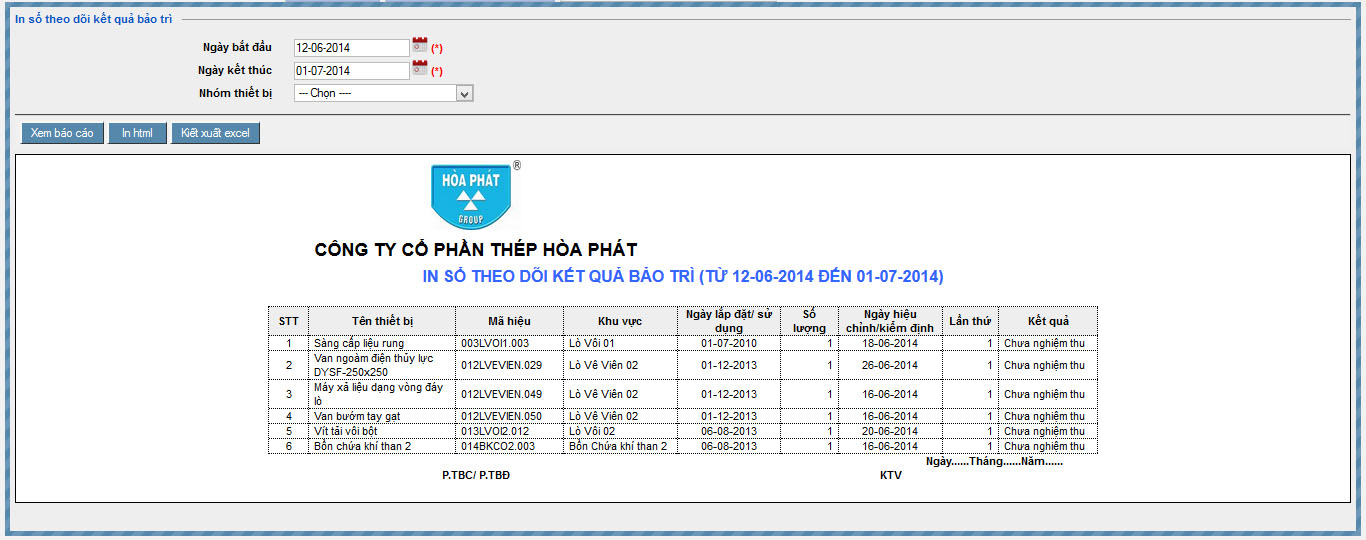 In sổ theo dõi kết quả bảo trì
Ngày bắt đầu 12-06-2014 (*)
Ngày kết thúc 01-07-2014 (*)
Nhóm thiết bị --- Chọn ----
Xem báo cáo In html Kiết xuất excel
HÒA PHÁT ®
GROUP
CÔNG TY CỔ PHẦN THÉP HÒA PHÁT
IN SỔ THEO DÕI KẾT QUẢ BẢO TRÌ (TỪ 12-06-2014 ĐẾN 01-07-2014)
STT Tên thiết bị Mã hiệu Khu vực Ngày lắp đặt/ sử dụng Số lượng Ngày hiệu chỉnh/kiểm định Lần thứ Kết quả
1 Sàng cấp liệu rung 003LVOI1.003 Lò Vôi 01 01-07-2010 1 18-06-2014 1 Chưa nghiệm thu
2 Van ngoàm điện thủy lực DYSF-250x250 012LVEVIEN.029 Lò Vê Viên 02 01-12-2013 1 26-06-2014 1 Chưa nghiệm thu
3 Máy xả liệu dạng vòng đáy lò 012LVEVIEN.049 Lò Vê Viên 02 01-12-2013 1 16-06-2014 1 Chưa nghiệm thu
4 Van bướm tay gạt 012LVEVIEN.050 Lò Vê Viên 02 01-12-2013 1 16-06-2014 1 Chưa nghiệm thu
5 Vít tải vôi bột 013LVOI2.012 Lò Vôi 02 06-08-2013 1 20-06-2014 1 Chưa nghiệm thu
6 Bồn chứa khí than 2 014BKCO2.003 Bồn Chứa khí than 2 06-08-2013 1 16-06-2014 1 Chưa nghiệm thu
Ngày......Tháng......Năm......
P.TBC/ P.TBĐ KTV